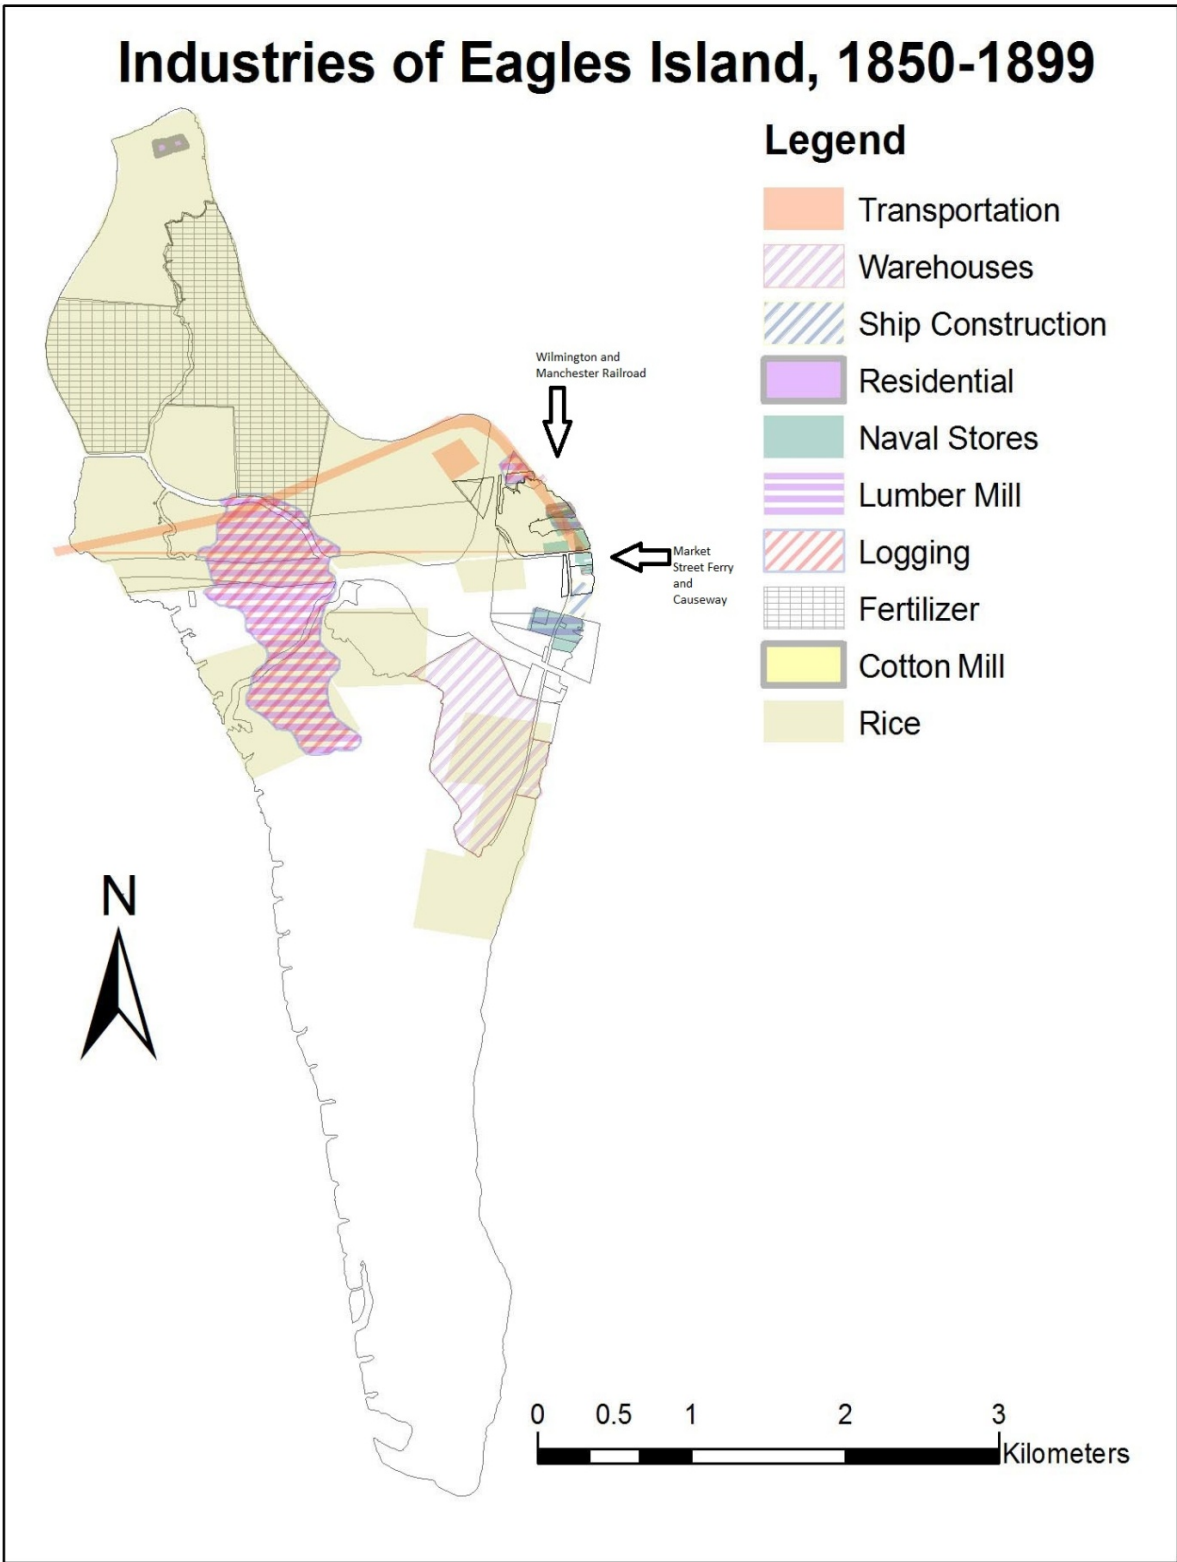 Industries of Eagles Island, 1850-1899
Legend
Transportation
Warehouses
Ship Construction
Residential
Naval Stores
Lumber Mill
Logging
Fertilizer
Cotton Mill
Rice
Wilmington and
Manchester Railroad
Market
Street Ferry
and
Causeway
N
0 0.5 1 2 3
Kilometers